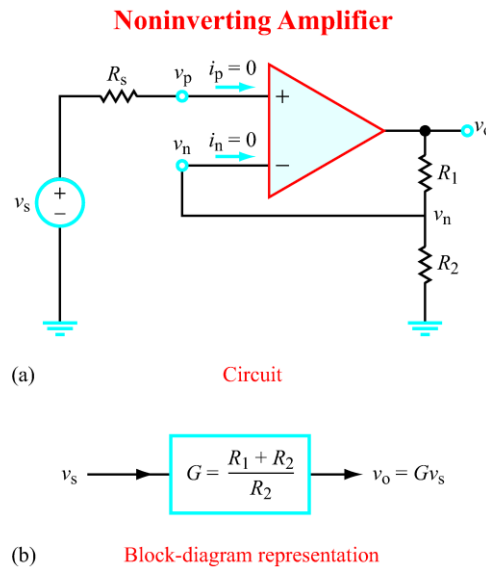 Noninverting Amplifier
R_s v_p i_p = 0
+
v_n i_n = 0
−
v_s + −
R_1
v_n
R_2
(a) Circuit
v_s G = (R_1 + R_2) / R_2 v_o = Gv_s
(b) Block-diagram representation